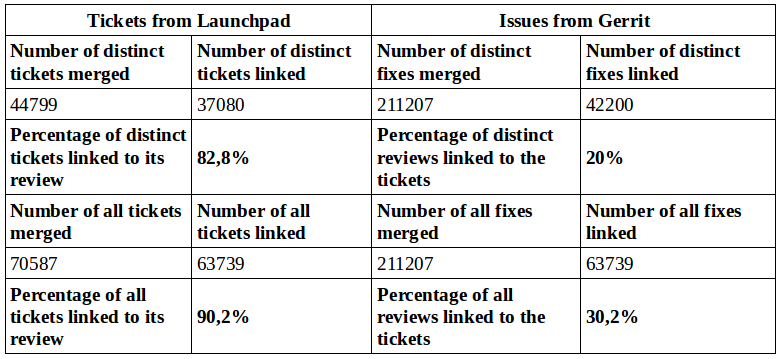 Tickets from Launchpad
Issues from Gerrit
Number of distinct
tickets merged
Number of distinct
tickets linked
Number of distinct
fixes merged
Number of distinct
fixes linked
44799
37080
211207
42200
Percentage of distinct
tickets linked to its
review
82,8%
Percentage of distinct
reviews linked to the
tickets
20%
Number of all tickets
merged
Number of all
tickets linked
Number of all fixes
merged
Number of all fixes
linked
70587
63739
211207
63739
Percentage of all
tickets linked to its
review
90,2%
Percentage of all
reviews linked to the
tickets
30,2%